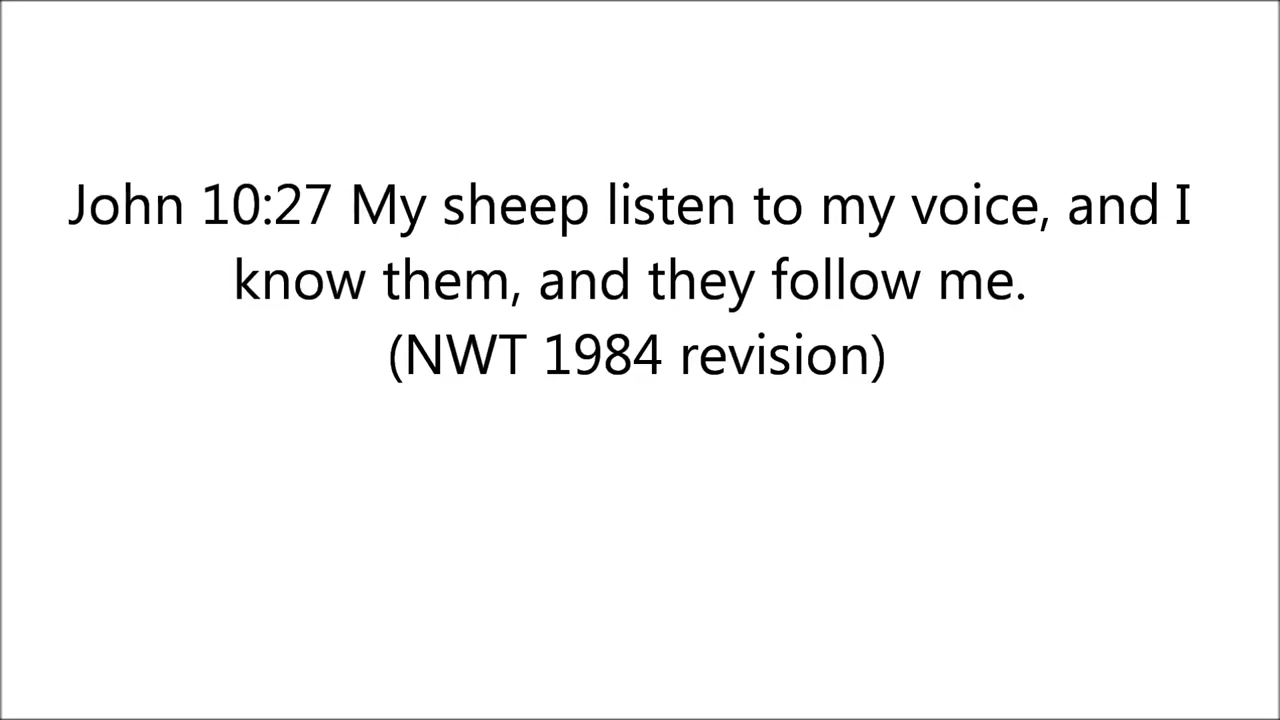 John 10:27 My sheep listen to my voice, and I
know them, and they follow me.
(NWT 1984 revision)